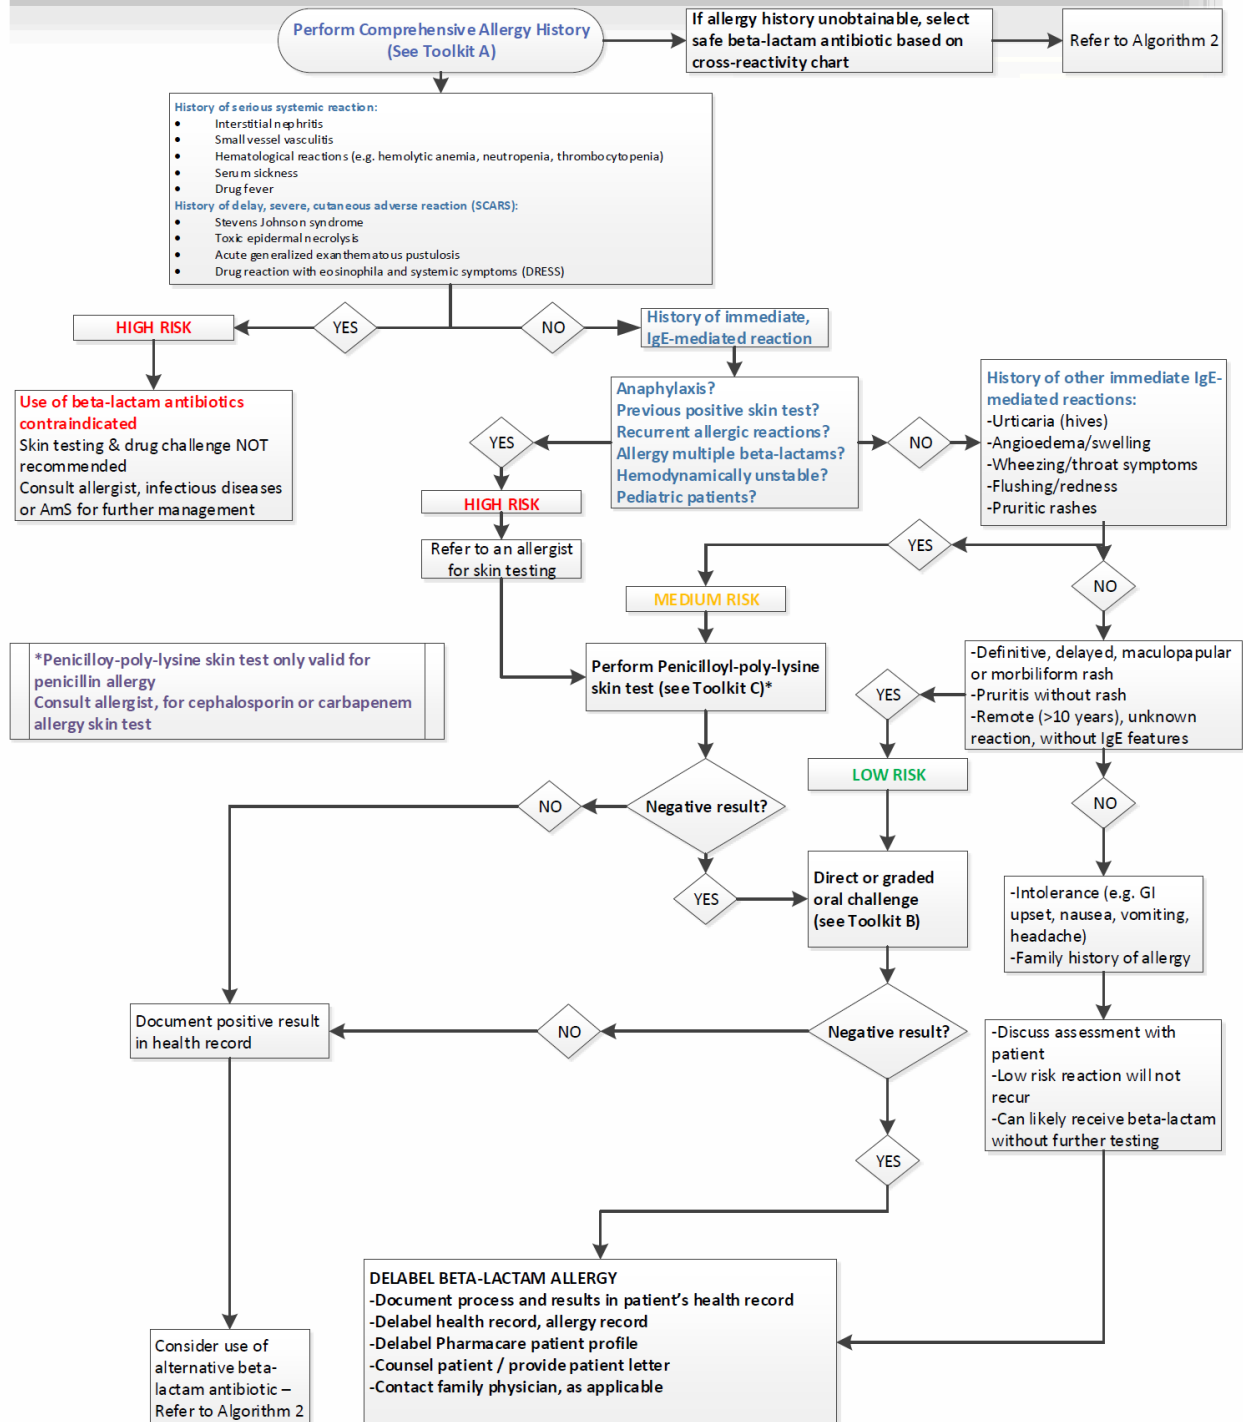 Perform Comprehensive Allergy History
(See Toolkit A)
If allergy history unobtainable, select
safe beta-lactam antibiotic based on
cross-reactivity chart
Refer to Algorithm 2
History of serious systemic reaction:
• Interstitial nephritis
• Small vessel vasculitis
• Hematological reactions (e.g. hemolytic anemia, neutropenia, thrombocytopenia)
• Serum sickness
• Drug fever
History of delay, severe, cutaneous adverse reaction (SCARS):
• Stevens Johnson syndrome
• Toxic epidermal necrolysis
• Acute generalized exanthematous pustulosis
• Drug reaction with eosinophila and systemic symptoms (DRESS)
HIGH RISK
YES
NO
History of immediate,
IgE-mediated reaction
Use of beta-lactam antibiotics
contraindicated
Skin testing & drug challenge NOT
recommended
Consult allergist, infectious diseases
or AmS for further management
Anaphylaxis?
Previous positive skin test?
Recurrent allergic reactions?
Allergy multiple beta-lactams?
Hemodynamically unstable?
Pediatric patients?
YES
NO
History of other immediate IgE-
mediated reactions:
-Urticaria (hives)
-Angioedema/swelling
-Wheezing/throat symptoms
-Flushing/redness
-Pruritic rashes
HIGH RISK
Refer to an allergist
for skin testing
YES
NO
MEDIUM RISK
*Penicilloy-poly-lysine skin test only valid for
penicillin allergy
Consult allergist, for cephalosporin or carbapenem
allergy skin test
Perform Penicilloyl-poly-lysine
skin test (see Toolkit C)*
-Definitive, delayed, maculopapular
or morbiliform rash
-Pruritis without rash
-Remote (>10 years), unknown
reaction, without IgE features
YES
LOW RISK
NO
Negative result?
NO
YES
Direct or graded
oral challenge
(see Toolkit B)
-Intolerance (e.g. GI
upset, nausea, vomiting,
headache)
-Family history of allergy
Document positive result
in health record
NO
Negative result?
-Discuss assessment with
patient
-Low risk reaction will not
recur
-Can likely receive beta-lactam
without further testing
YES
DELABEL BETA-LACTAM ALLERGY
-Document process and results in patient's health record
-Delabel health record, allergy record
-Delabel Pharmacare patient profile
-Counsel patient / provide patient letter
-Contact family physician, as applicable
Consider use of
alternative beta-
lactam antibiotic –
Refer to Algorithm 2